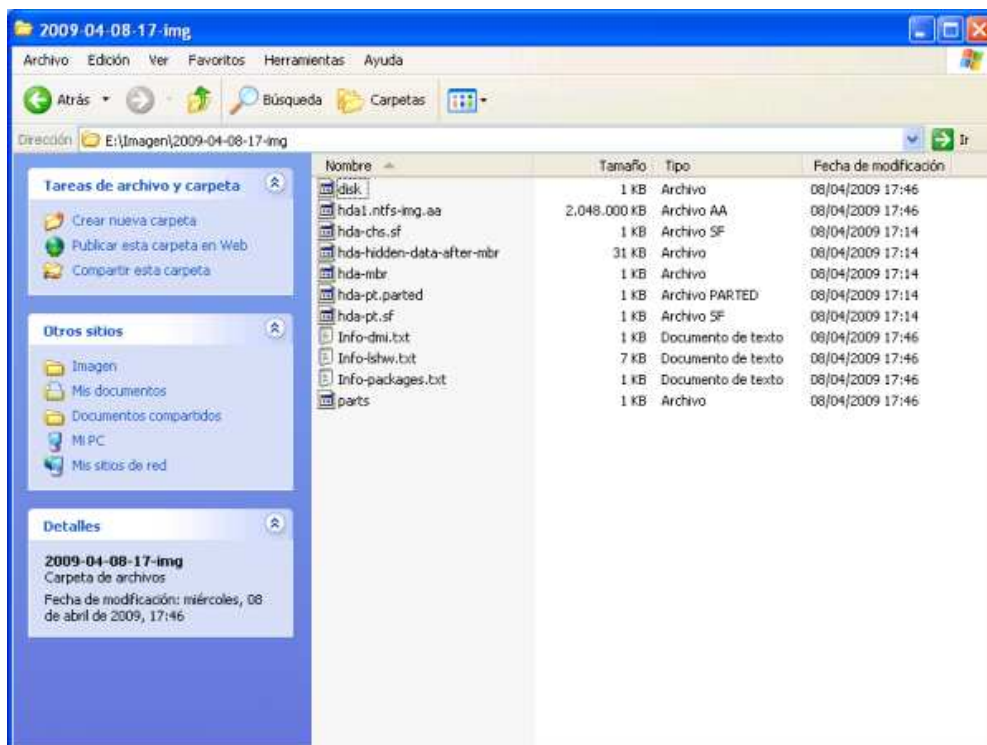 2009-04-08-17-img
Archivo Edición Ver Favoritos Herramientas Ayuda
Atrás Búsqueda Carpetas
Dirección E:\Imagen\2009-04-08-17-img Ir
Tareas de archivo y carpeta
Crear nueva carpeta
Publicar esta carpeta en Web
Compartir esta carpeta
Otros sitios
Imagen
Mis documentos
Documentos compartidos
Mi PC
Mis sitios de red
Detalles
2009-04-08-17-img
Carpeta de archivos
Fecha de modificación: miércoles, 08
de abril de 2009, 17:46
Nombre Tamaño Tipo Fecha de modificación
disk 1 KB Archivo 08/04/2009 17:46
hda1.ntfs-img.aa 2.048.000 KB Archivo AA 08/04/2009 17:46
hda-chs.sf 1 KB Archivo SF 08/04/2009 17:14
hda-hidden-data-after-mbr 31 KB Archivo 08/04/2009 17:14
hda-mbr 1 KB Archivo 08/04/2009 17:14
hda-pt.parted 1 KB Archivo PARTED 08/04/2009 17:14
hda-pt.sf 1 KB Archivo SF 08/04/2009 17:14
Info-dmi.txt 1 KB Documento de texto 08/04/2009 17:46
Info-lshw.txt 7 KB Documento de texto 08/04/2009 17:46
Info-packages.txt 1 KB Documento de texto 08/04/2009 17:46
parts 1 KB Archivo 08/04/2009 17:46